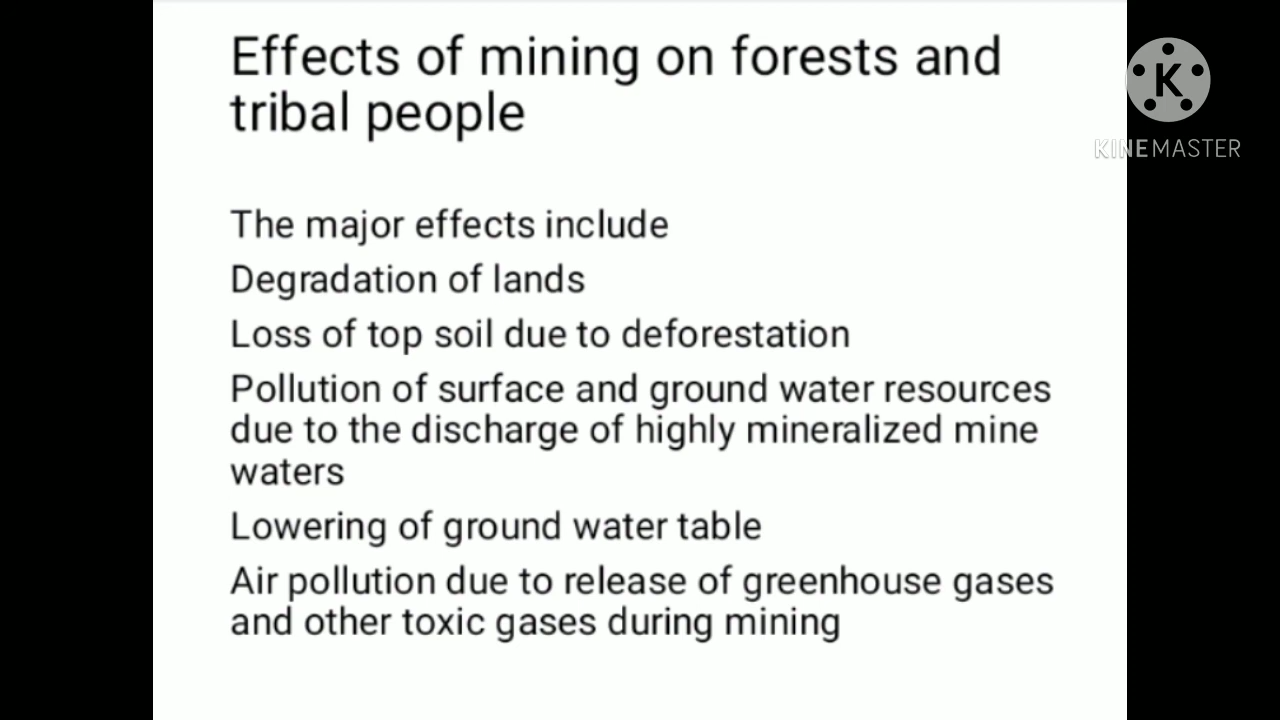 Effects of mining on forests and
tribal people
K
KINEMASTER
The major effects include
Degradation of lands
Loss of top soil due to deforestation
Pollution of surface and ground water resources
due to the discharge of highly mineralized mine
waters
Lowering of ground water table
Air pollution due to release of greenhouse gases
and other toxic gases during mining